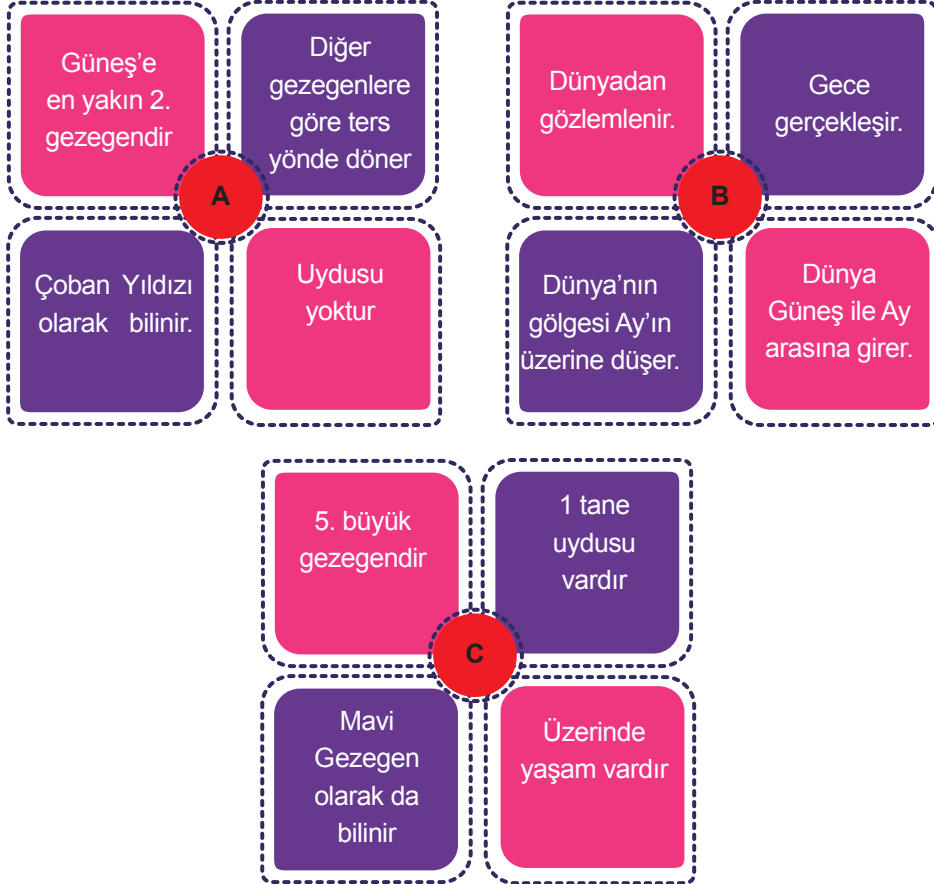 Güneş’e
en yakın 2.
gezegendir
Diğer
gezegenlere
göre ters
yönde döner
A
Çoban Yıldızı
olarak bilinir.
Uydusu
yoktur
Dünyadan
gözlemlenir.
Gece
gerçekleşir.
B
Dünya’nın
gölgesi Ay’ın
üzerine düşer.
Dünya
Güneş ile Ay
arasına girer.
5. büyük
gezegendir
1 tane
uydusu
vardır
C
Mavi
Gezegen
olarak da
bilinir
Üzerinde
yaşam vardır